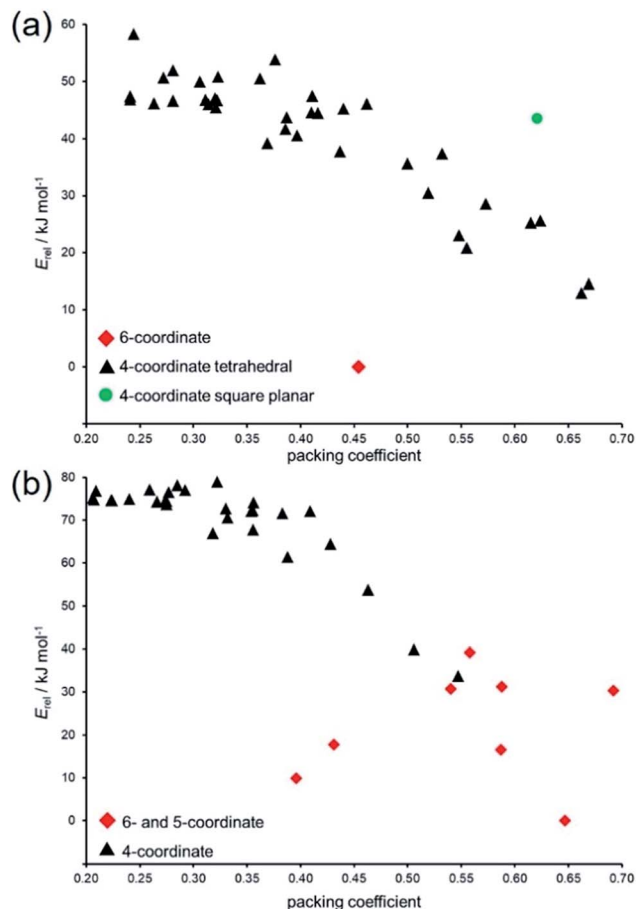 (a)
60
50
40
30
20
10
0
E_rel / kJ mol⁻¹
6-coordinate
4-coordinate tetrahedral
4-coordinate square planar
0.20 0.25 0.30 0.35 0.40 0.45 0.50 0.55 0.60 0.65 0.70
packing coefficient
(b)
80
70
60
50
40
30
20
10
0
E_rel / kJ mol⁻¹
6- and 5-coordinate
4-coordinate
0.20 0.25 0.30 0.35 0.40 0.45 0.50 0.55 0.60 0.65 0.70
packing coefficient